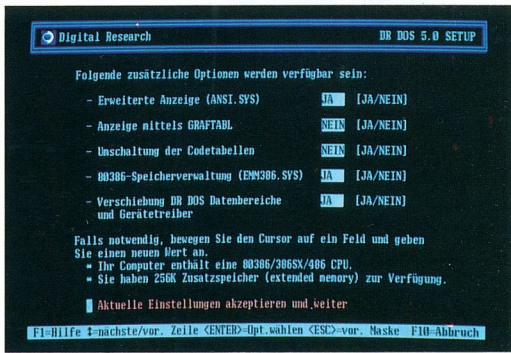 Digital Research DR DOS 5.0 SETUP
Folgende zusätzliche Optionen werden verfügbar sein:
- Erweiterte Anzeige (ANSI.SYS) JA [JA/NEIN]
- Anzeige mittels GRAFTABL NEIN [JA/NEIN]
- Umschaltung der Codetabellen NEIN [JA/NEIN]
- 80386-Speicherverwaltung (EMM386.SYS) JA [JA/NEIN]
- Verschiebung DR DOS Datenbereiche JA [JA/NEIN]
und Gerätetreiber
Falls notwendig, bewegen Sie den Cursor auf ein Feld und geben
Sie einen neuen Wert an.
* Ihr Computer enthält eine 80386/386SX/486 CPU.
* Sie haben 256K Zusatzspeicher (extended memory) zur Verfügung.
Aktuelle Einstellungen akzeptieren und weiter
F1=Hilfe ↕=nächste/vor. Zeile <ENTER>=Opt.wählen <ESC>=vor. Maske F10=Abbruch